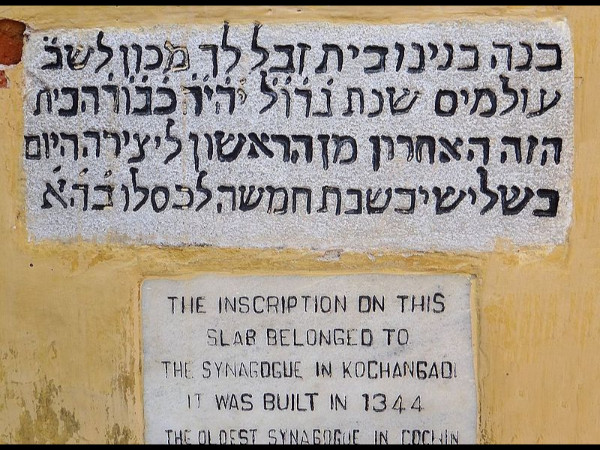 בנה בנינו בית זבל לך מכון לשב
עולמים שנת גדול יהיה כבוד הבית
הזה האחרון מן הראשון ליצירה היום
בשלישי בשבת חמשה לכסלו בהא
THE INSCRIPTION ON THIS
SLAB BELONGED TO
THE SYNAGOGUE IN KOCHANGADI
IT WAS BUILT IN 1344
THE OLDEST SYNAGOGUE IN COCHIN